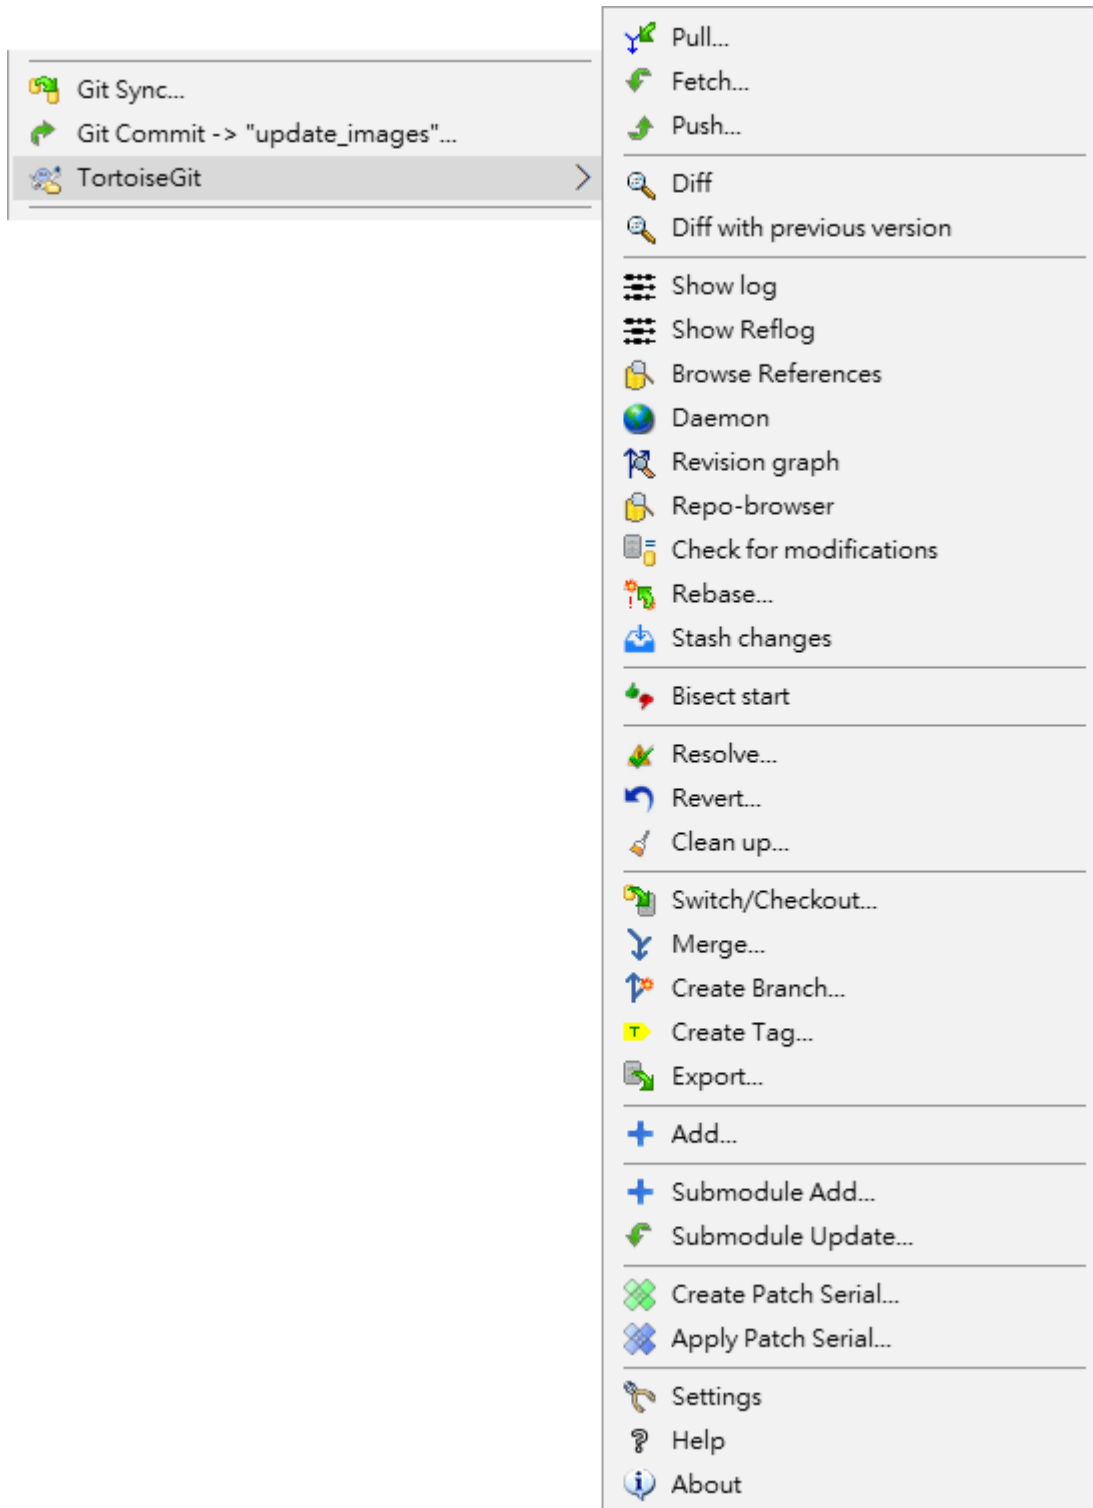 Git Sync...
Git Commit -> "update_images"...
TortoiseGit
Pull...
Fetch...
Push...
Diff
Diff with previous version
Show log
Show Reflog
Browse References
Daemon
Revision graph
Repo-browser
Check for modifications
Rebase...
Stash changes
Bisect start
Resolve...
Revert...
Clean up...
Switch/Checkout...
Merge...
Create Branch...
T
Create Tag...
Export...
Add...
Submodule Add...
Submodule Update...
Create Patch Serial...
Apply Patch Serial...
Settings
Help
About